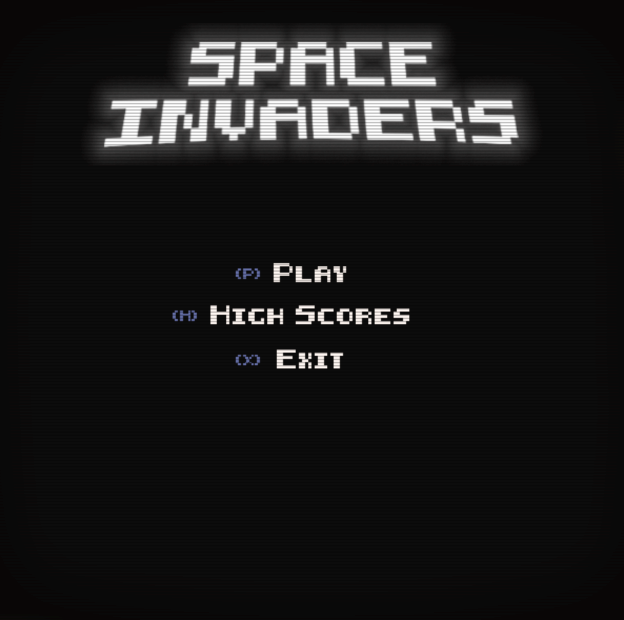 SPACE
INVADERS
(P) PLAY
(H) HIGH SCORES
(X) EXIT